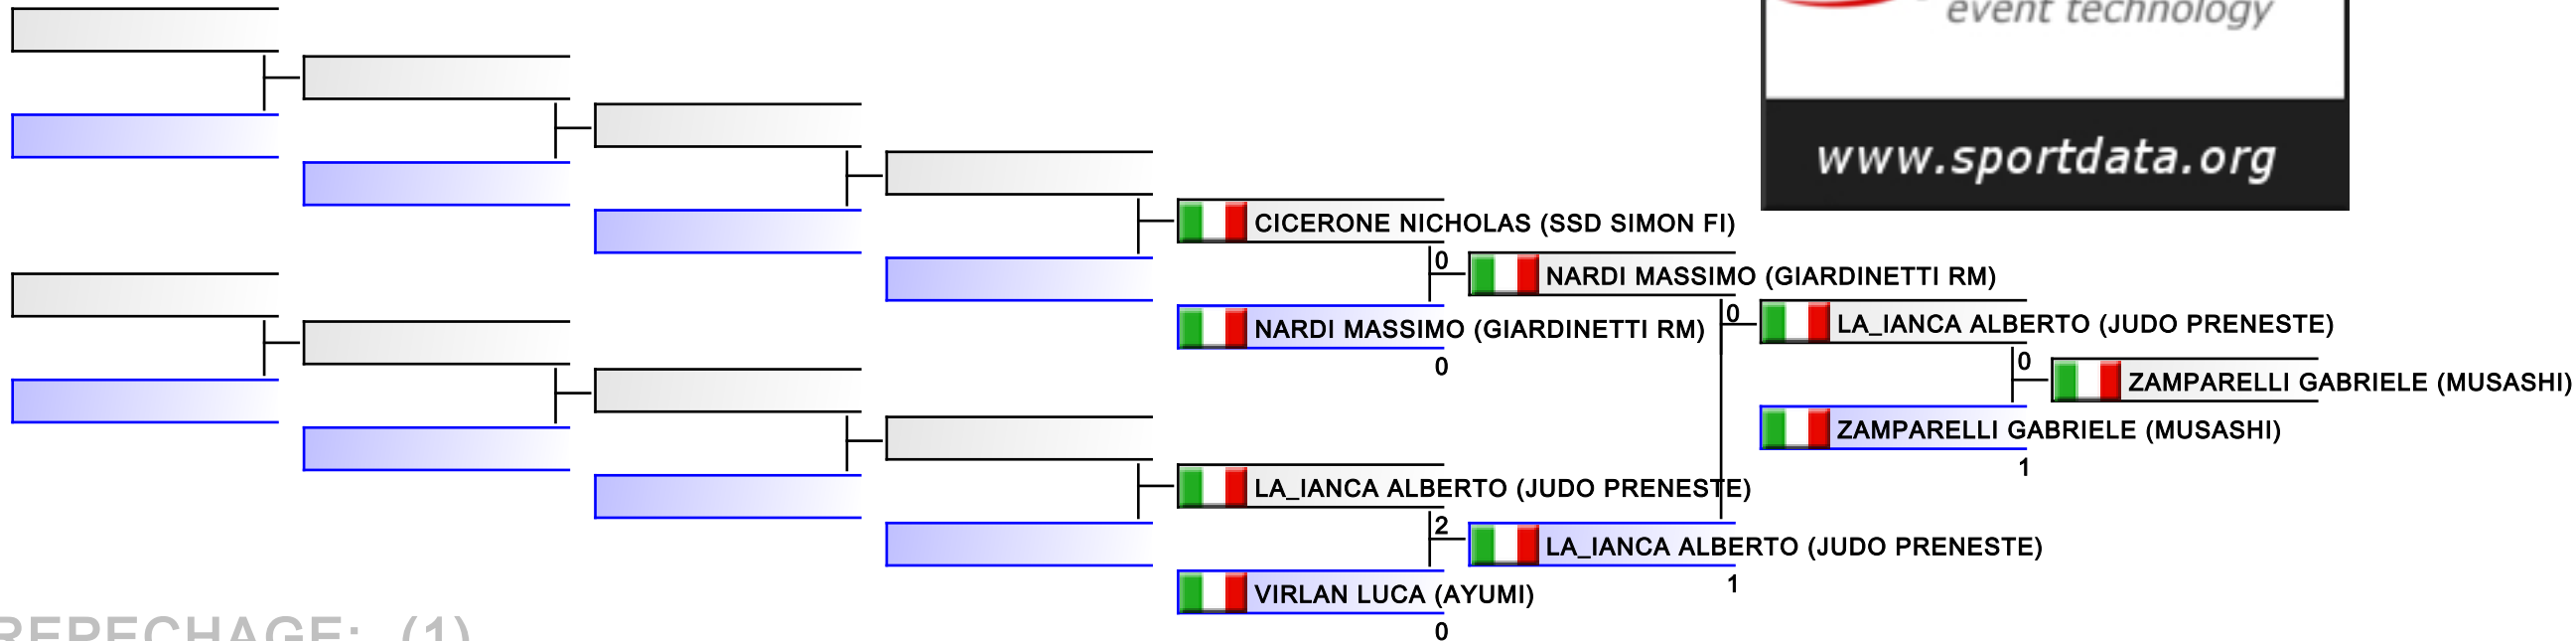 event technology
www.sportdata.org
CICERONE NICHOLAS (SSD SIMON FI)
0
NARDI MASSIMO (GIARDINETTI RM)
NARDI MASSIMO (GIARDINETTI RM)
0
0
LA_IANCA ALBERTO (JUDO PRENESTE)
0
ZAMPARELLI GABRIELE (MUSASHI)
ZAMPARELLI GABRIELE (MUSASHI)
1
LA_IANCA ALBERTO (JUDO PRENESTE)
2
LA_IANCA ALBERTO (JUDO PRENESTE)
1
VIRLAN LUCA (AYUMI)
0
REPECHAGE: (1)